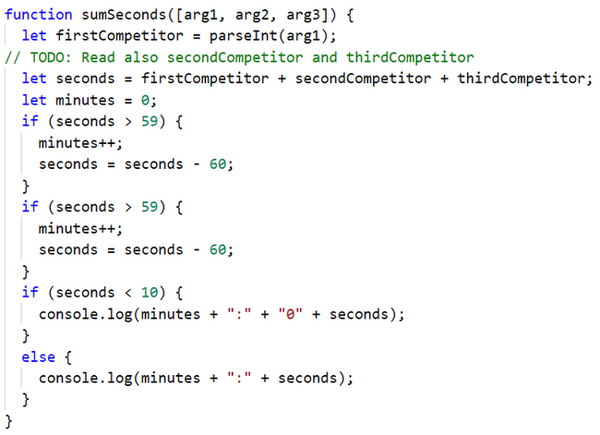 function sumSeconds([arg1, arg2, arg3]) {
let firstCompetitor = parseInt(arg1);
// TODO: Read also secondCompetitor and thirdCompetitor
let seconds = firstCompetitor + secondCompetitor + thirdCompetitor;
let minutes = 0;
if (seconds > 59) {
minutes++;
seconds = seconds - 60;
}
if (seconds > 59) {
minutes++;
seconds = seconds - 60;
}
if (seconds < 10) {
console.log(minutes + ":" + "0" + seconds);
}
else {
console.log(minutes + ":" + seconds);
}
}